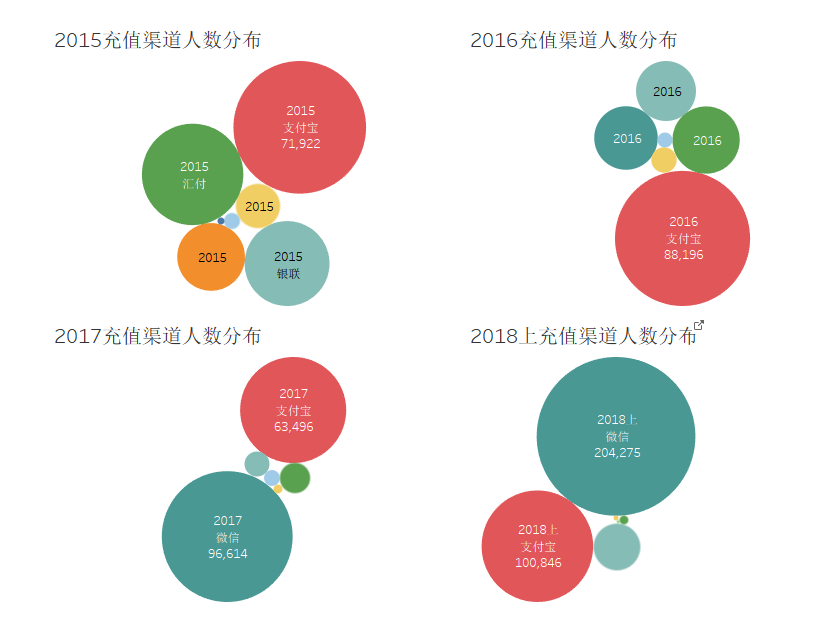 2015充值渠道人数分布
2015
支付宝
71,922
2015
汇付
2015
2015
2015
银联
2016充值渠道人数分布
2016
2016
2016
2016
支付宝
88,196
2017充值渠道人数分布
2017
支付宝
63,496
2017
微信
96,614
2018上充值渠道人数分布
2018上
微信
204,275
2018上
支付宝
100,846